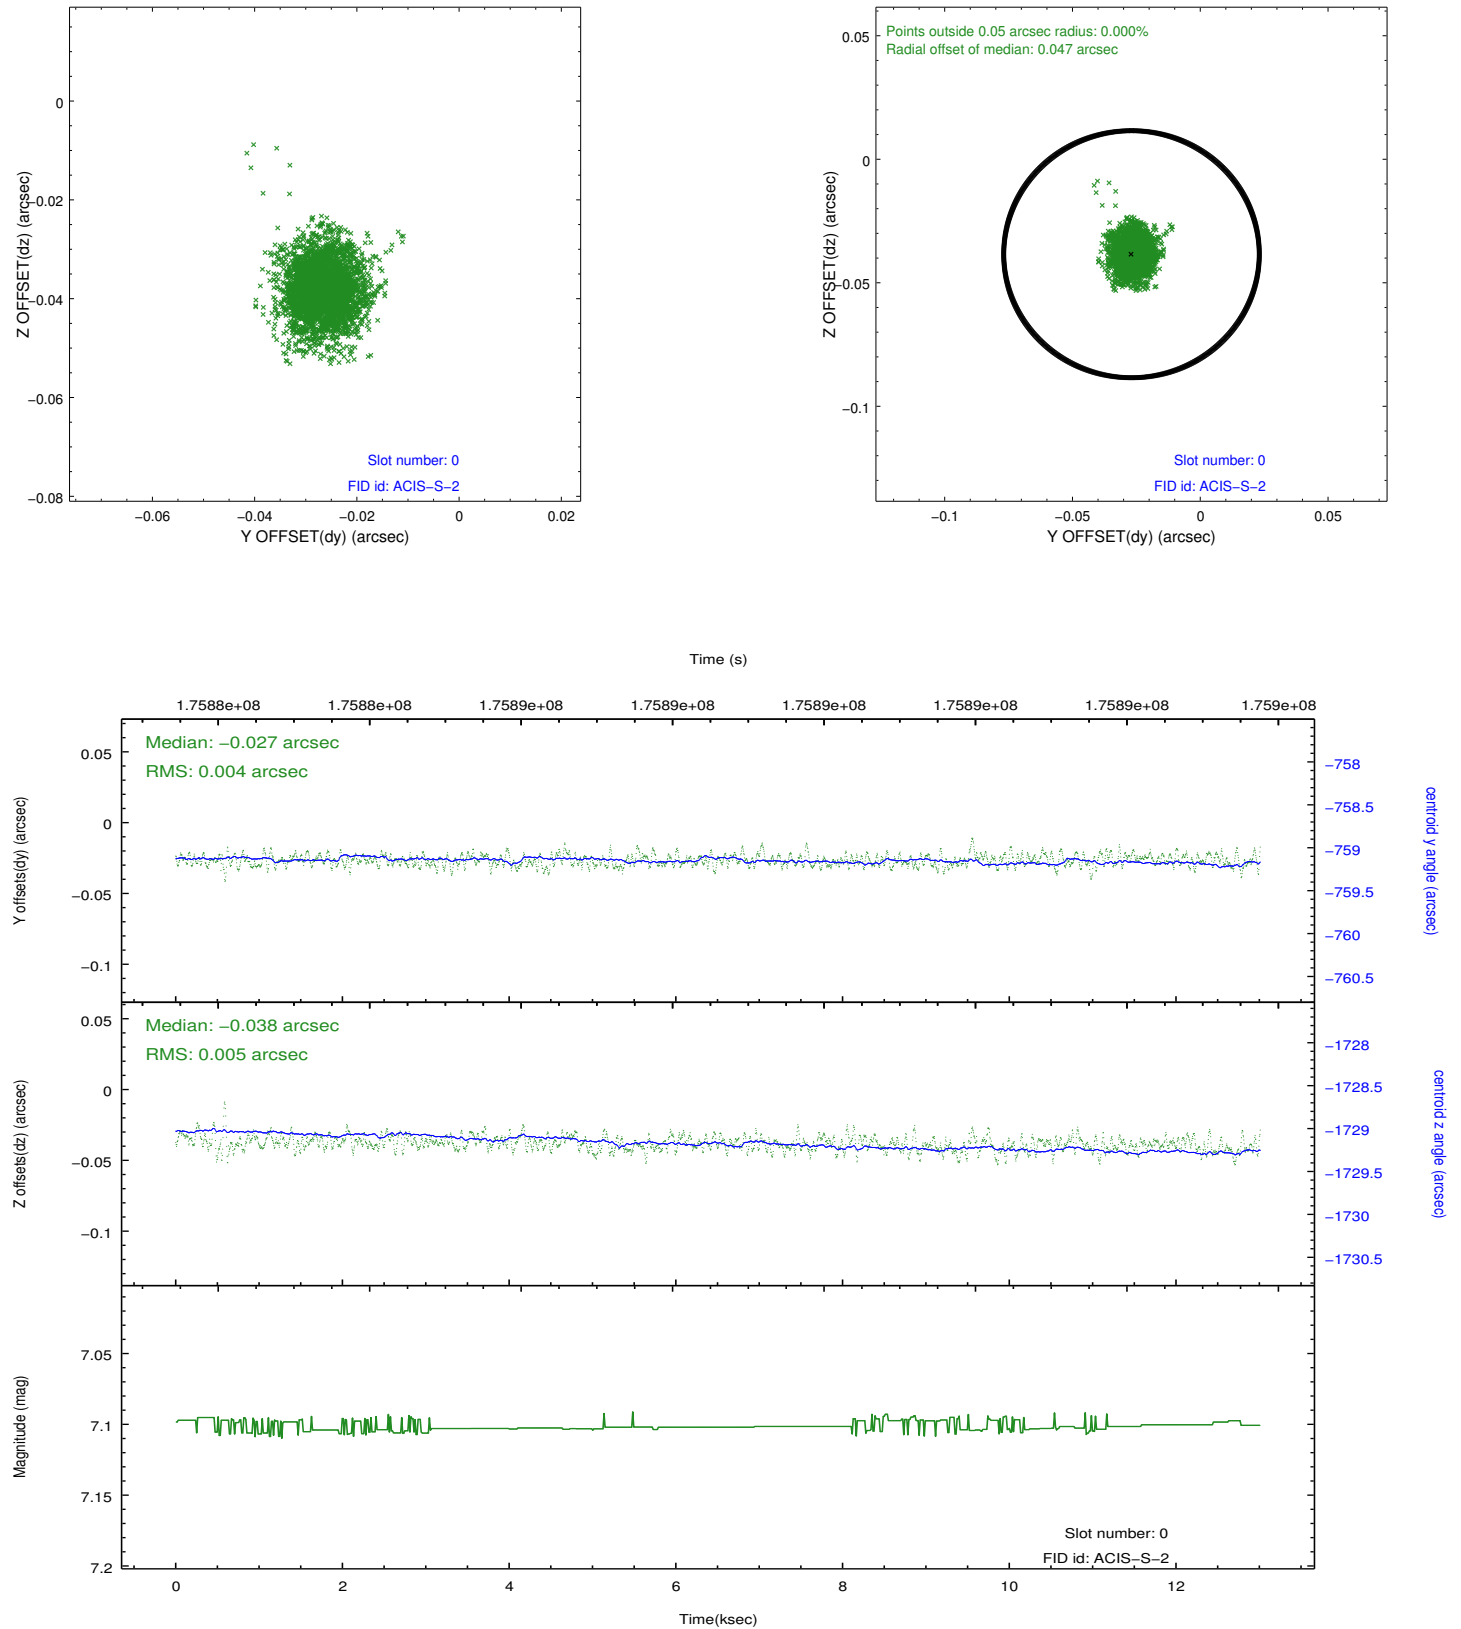 0
−0.02
−0.04
−0.06
−0.08
Z OFFSET(dz) (arcsec)
Slot number: 0
FID id: ACIS−S−2
−0.06 −0.04 −0.02 0 0.02
Y OFFSET(dy) (arcsec)
Points outside 0.05 arcsec radius: 0.000%
Radial offset of median: 0.047 arcsec
0.05
0
−0.05
−0.1
Z OFFSET(dz) (arcsec)
Slot number: 0
FID id: ACIS−S−2
−0.1 −0.05 0 0.05
Y OFFSET(dy) (arcsec)
Time (s)
1.7588e+08 1.7588e+08 1.7589e+08 1.7589e+08 1.7589e+08 1.7589e+08 1.7589e+08 1.759e+08
Median: −0.027 arcsec
RMS: 0.004 arcsec
0.05
0
−0.05
−0.1
Y offsets(dy) (arcsec)
−758
−758.5
−759
−759.5
−760
−760.5
centroid y angle (arcsec)
Median: −0.038 arcsec
RMS: 0.005 arcsec
0.05
0
−0.05
−0.1
Z offsets(dz) (arcsec)
−1728
−1728.5
−1729
−1729.5
−1730
−1730.5
centroid z angle (arcsec)
7.05
7.1
7.15
7.2
Magnitude (mag)
Slot number: 0
FID id: ACIS−S−2
0 2 4 6 8 10 12
Time(ksec)